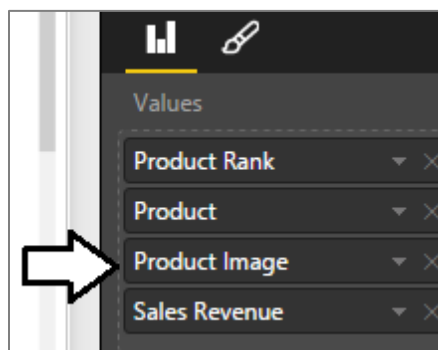 Values
Product Rank
Product
Product Image
Sales Revenue